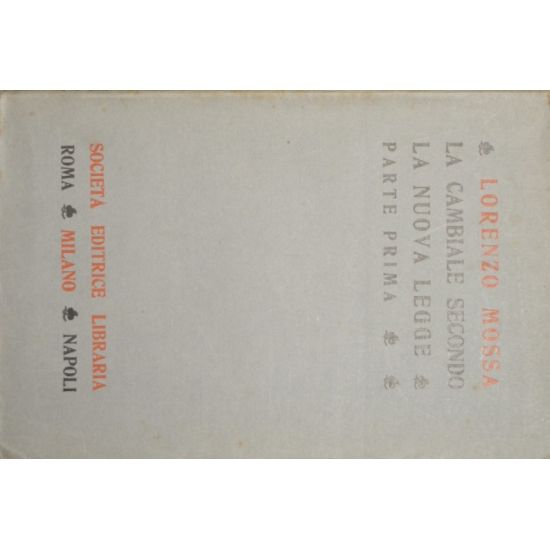 LORENZO MOSSA
LA CAMBIALE SECONDO
LA NUOVA LEGGE
PARTE PRIMA
SOCIETÀ EDITRICE LIBRARIA
ROMA MILANO NAPOLI